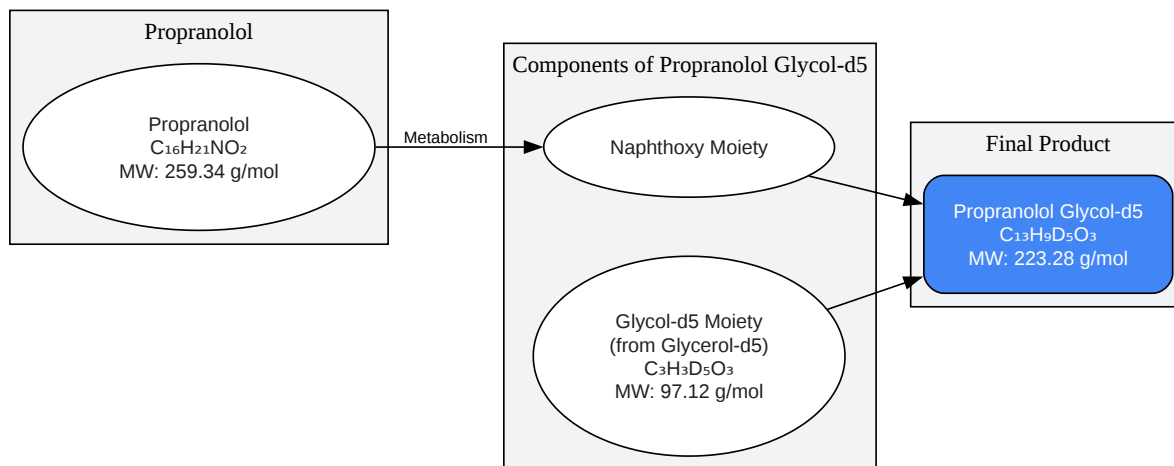 Propranolol
Propranolol
C₁₆H₂₁NO₂
MW: 259.34 g/mol
Metabolism
Components of Propranolol Glycol-d5
Naphthoxy Moiety
Glycol-d5 Moiety
(from Glycerol-d5)
C₃H₃D₅O₃
MW: 97.12 g/mol
Final Product
Propranolol Glycol-d5
C₁₃H₉D₅O₃
MW: 223.28 g/mol